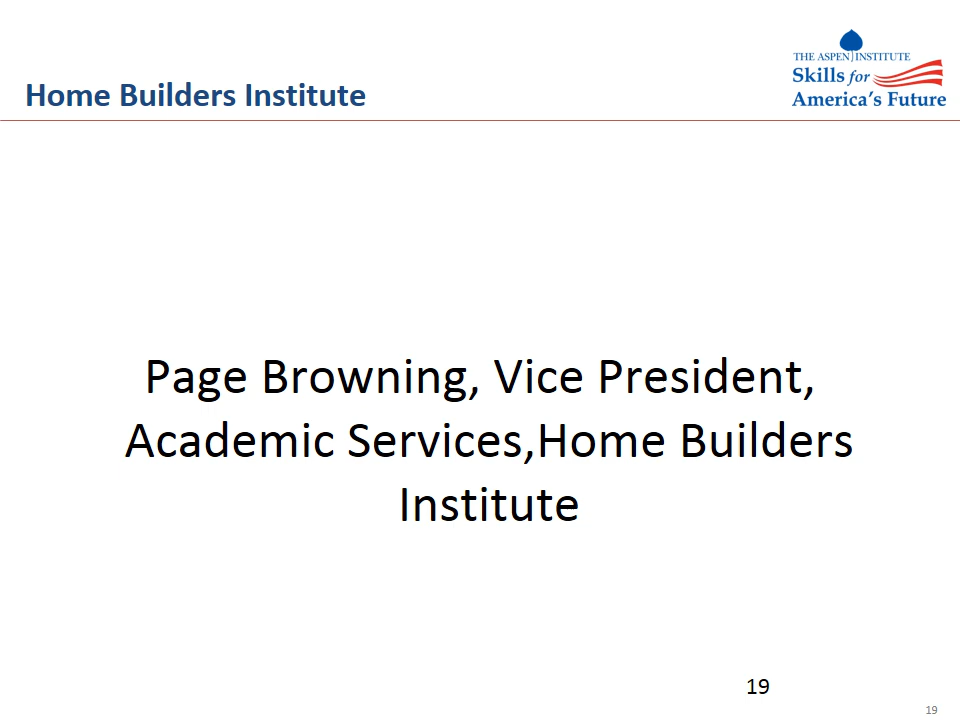 THE ASPEN INSTITUTE
Skills for
America's Future
Home Builders Institute
Page Browning, Vice President,
Academic Services,Home Builders
Institute
19
19